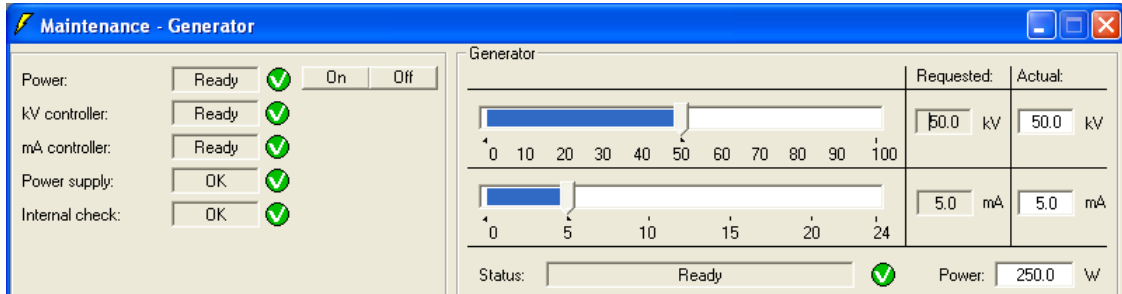 Maintenance - Generator
Power: Ready On Off
kV controller: Ready
mA controller: Ready
Power supply: OK
Internal check: OK
Generator
Requested: Actual:
50.0 kV 50.0 kV
0 10 20 30 40 50 60 70 80 90 100
5.0 mA 5.0 mA
0 5 10 15 20 24
Status: Ready Power: 250.0 W